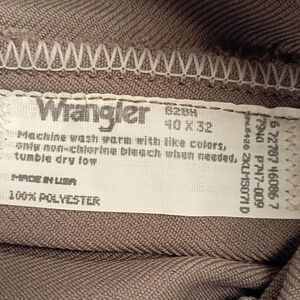 Wrangler 82BH
40 X 32
Machine wash warm with like colors,
only non-chlorine bleach when needed,
tumble dry low
MADE IN USA
100% POLYESTER